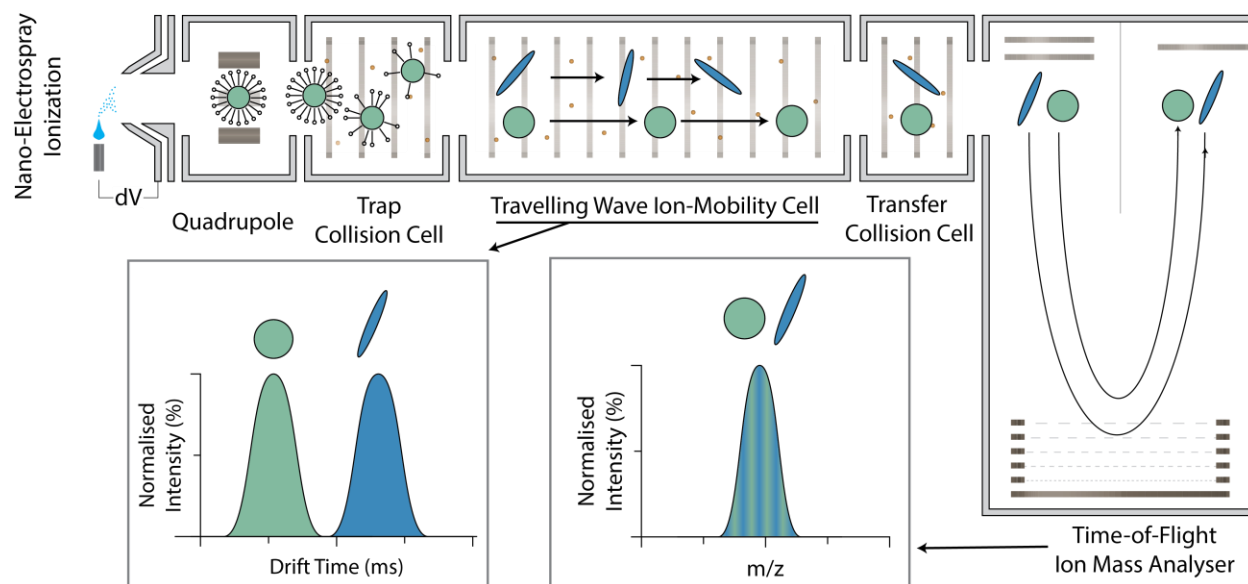 Nano-Electrospray
Ionization
dV
Quadrupole
Trap
Collision Cell
Travelling Wave Ion-Mobility Cell
Transfer
Collision Cell
Normalised
Intensity (%)
Drift Time (ms)
Normalised
Intensity (%)
m/z
Time-of-Flight
Ion Mass Analyser